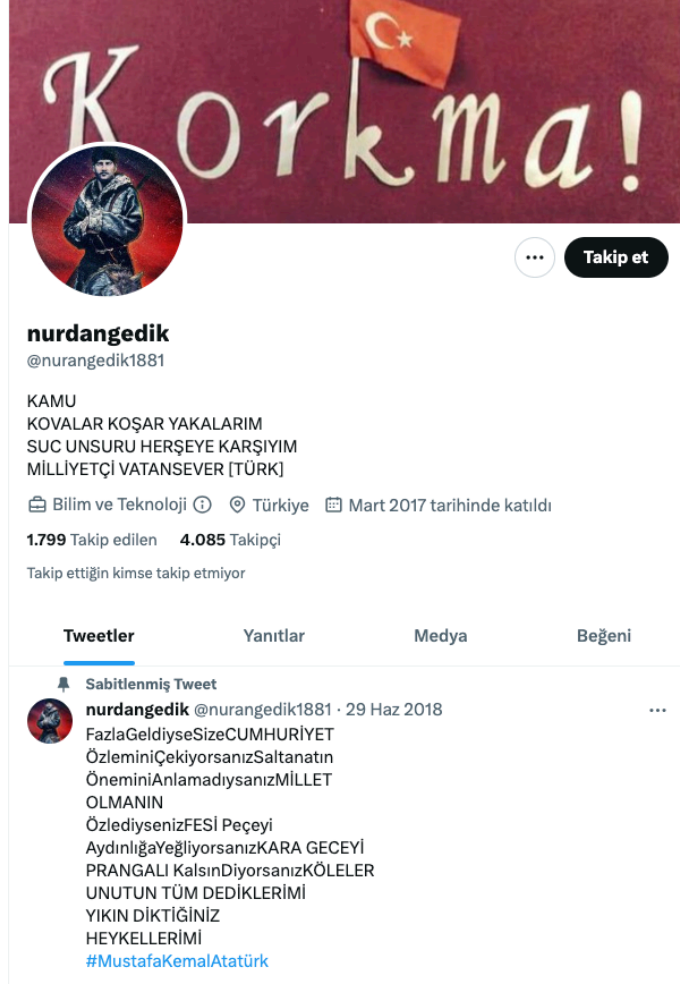 Korkma!
Takip et
nurdangedik
@nurangedik1881
KAMU
KOVALAR KOŞAR YAKALARIM
SUC UNSURU HERŞEYE KARŞIYIM
MİLLİYETÇİ VATANSEVER [TÜRK]
Bilim ve Teknoloji Türkiye Mart 2017 tarihinde katıldı
1.799 Takip edilen 4.085 Takipçi
Takip ettiğin kimse takip etmiyor
Tweetler Yanıtlar Medya Beğeni
Sabitlenmiş Tweet
nurdangedik @nurangedik1881 · 29 Haz 2018
FazlaGeldiyseSizeCUMHURİYET
ÖzleminiÇekiyorsanızSaltanatın
ÖneminiAnlamadıysanızMİLLET
OLMANIN
ÖzlediysenizFESİ Peçeyi
AydınlığaYeğliyorsanızKARA GECEYİ
PRANGALI KalsınDiyorsanızKÖLELER
UNUTUN TÜM DEDİKLERİMİ
YIKIN DİKTİĞİNİZ
HEYKELLERİMİ
#MustafaKemalAtatürk